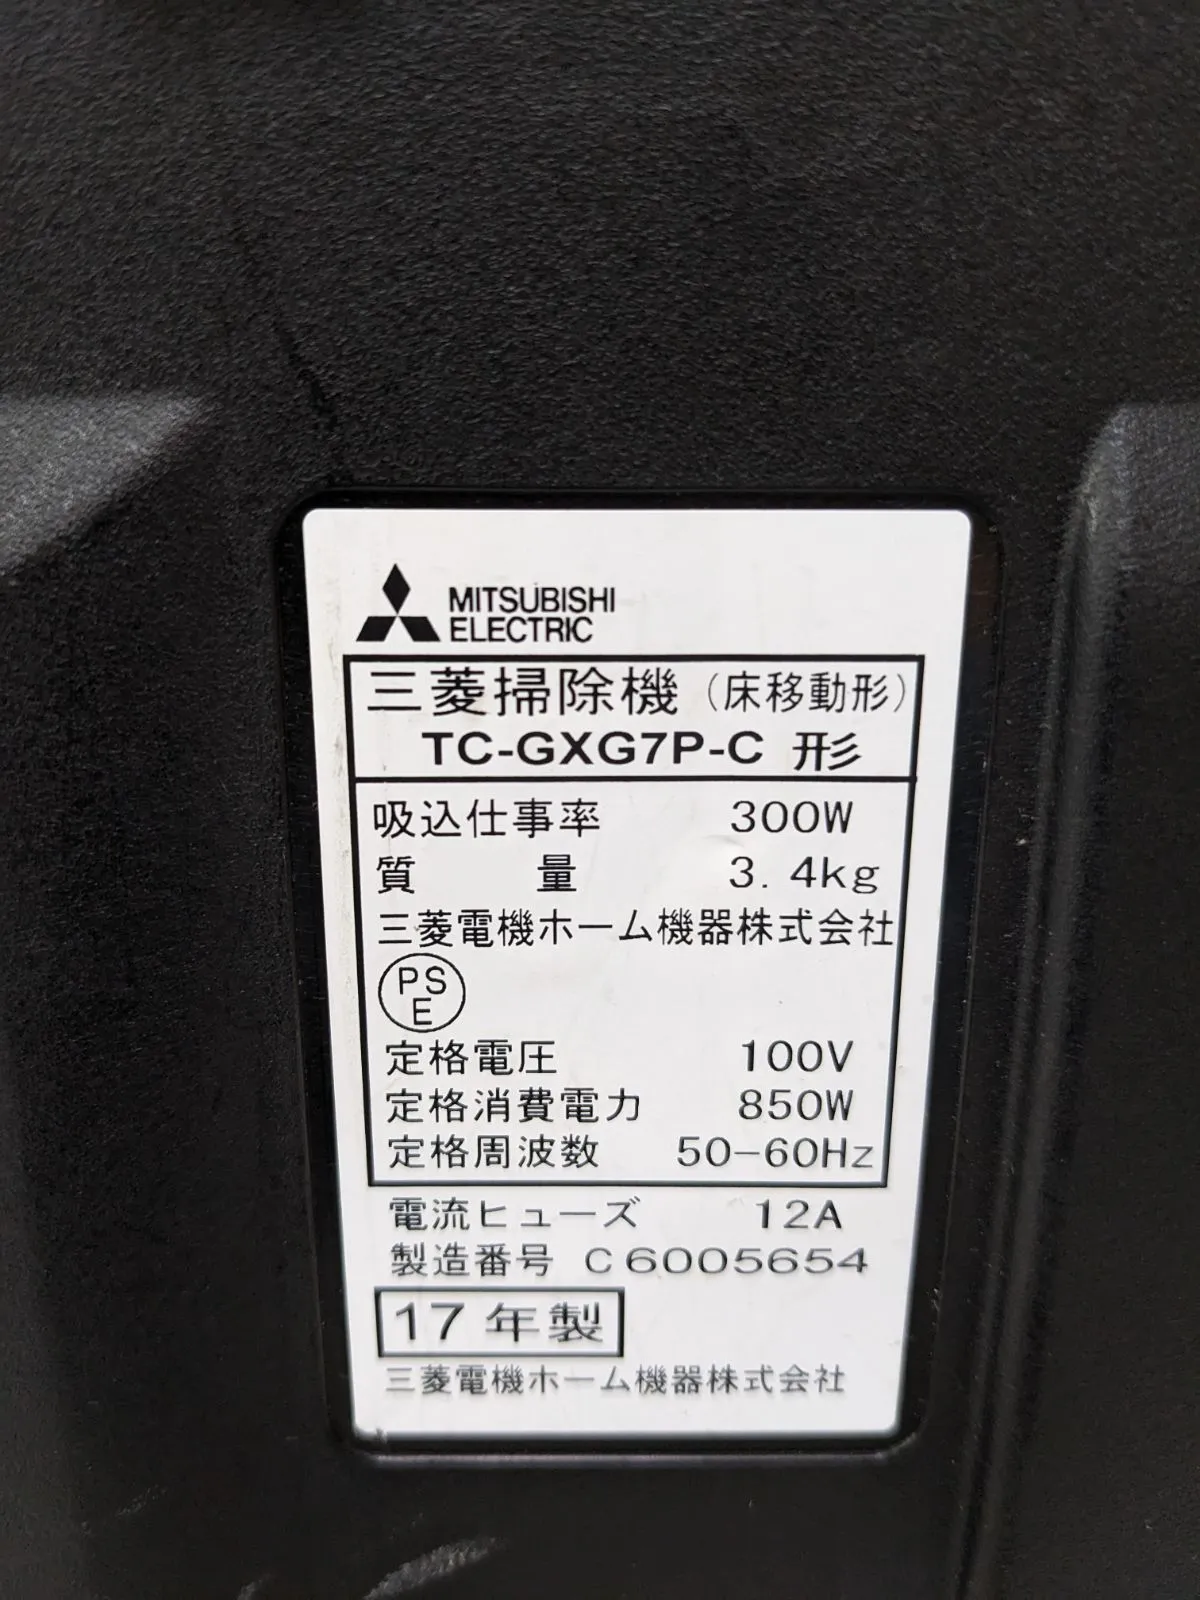 MITSUBISHI
ELECTRIC
三菱掃除機（床移動形）
TC-GXG7P-C 形
吸込仕事率 300W
質 量 3.4kg
三菱電機ホーム機器株式会社
PS
E
定格電圧 100V
定格消費電力 850W
定格周波数 50-60Hz
電流ヒューズ 12A
製造番号 C6005654
17年製
三菱電機ホーム機器株式会社